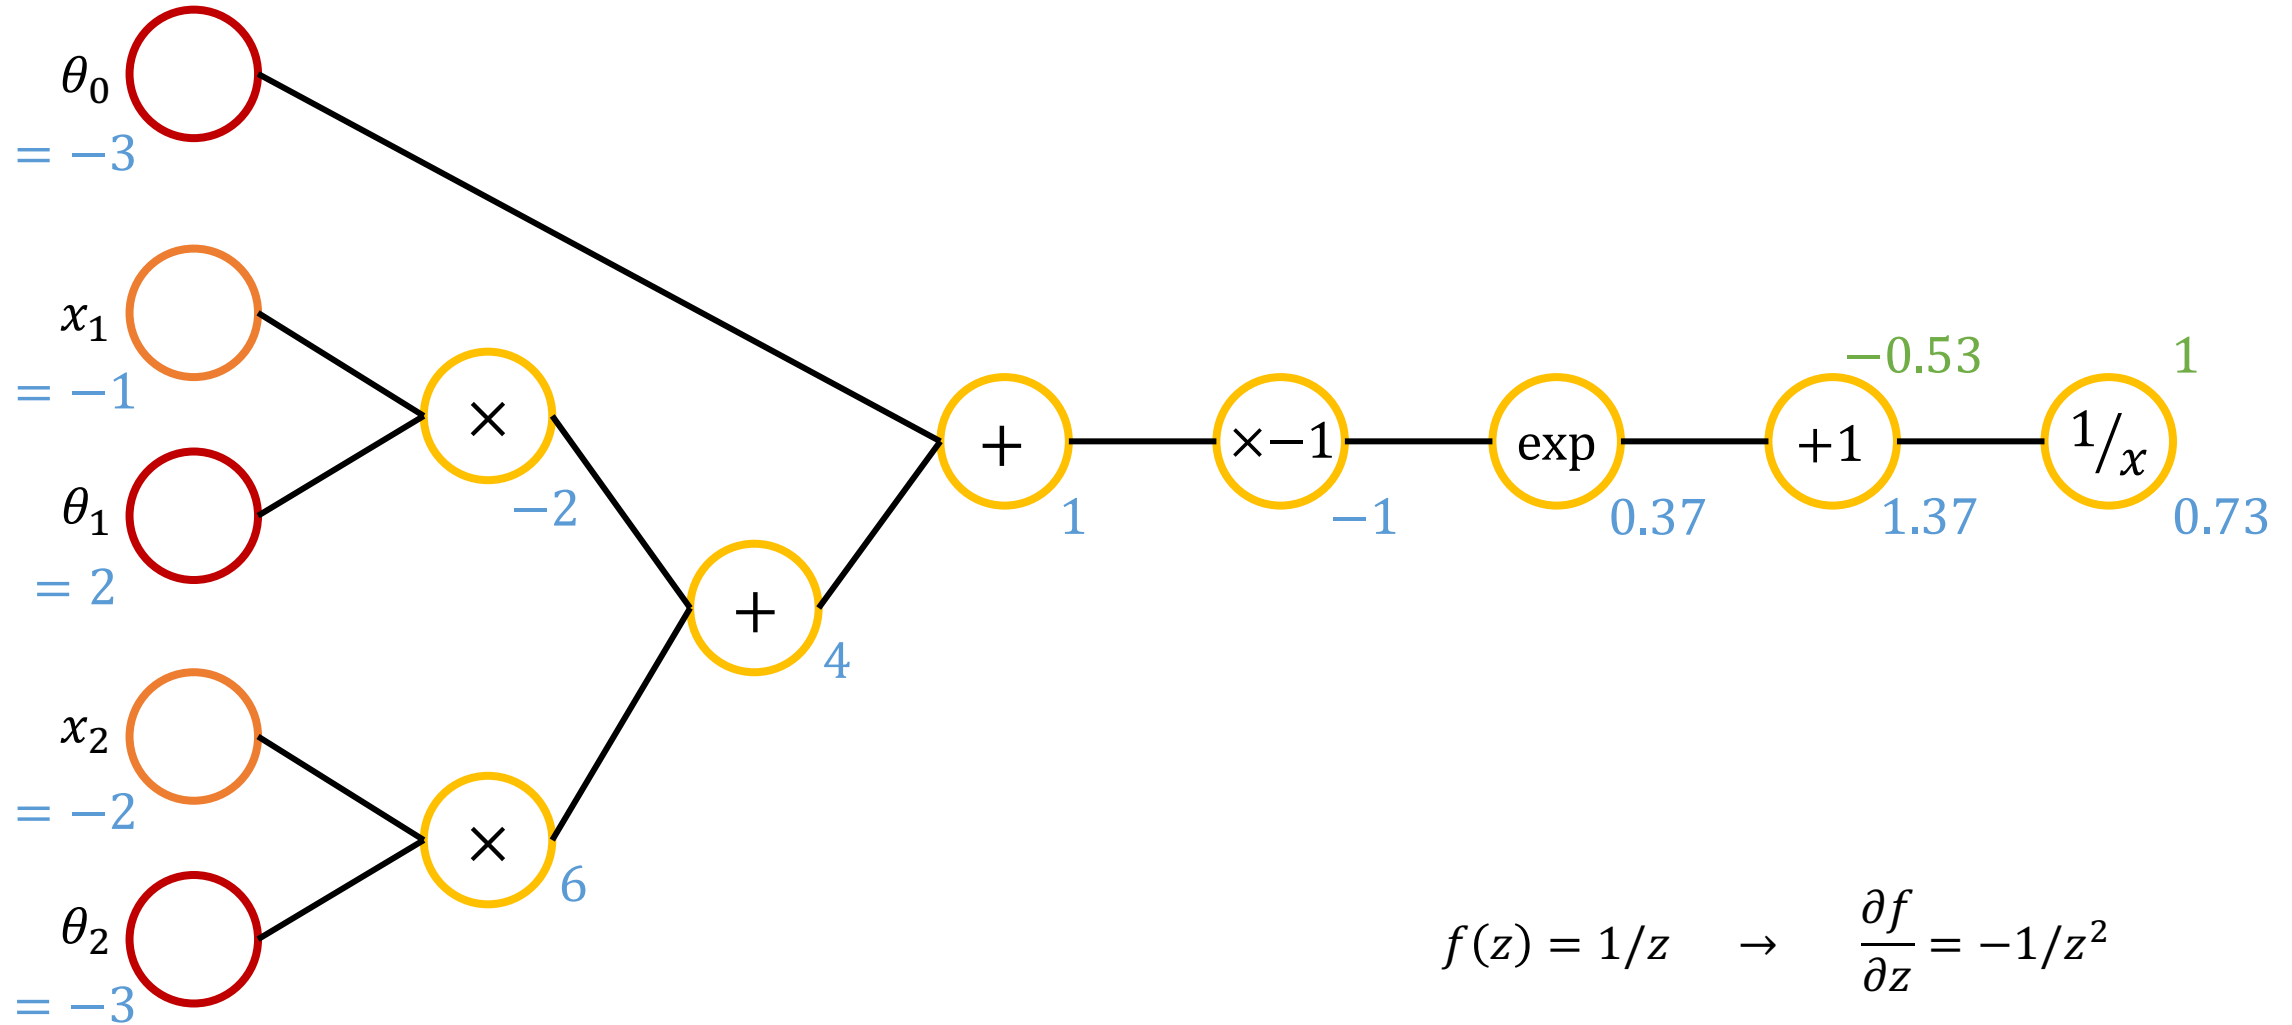 θ₀
= −3
x₁
= −1
θ₁
= 2
x₂
= −2
θ₂
= −3
×
−2
×
6
+
4
+
1
×−1
−1
exp
0.37
−0.53
+1
1.37
1
1/x
0.73
f(z) = 1/z → ∂f/∂z = −1/z²